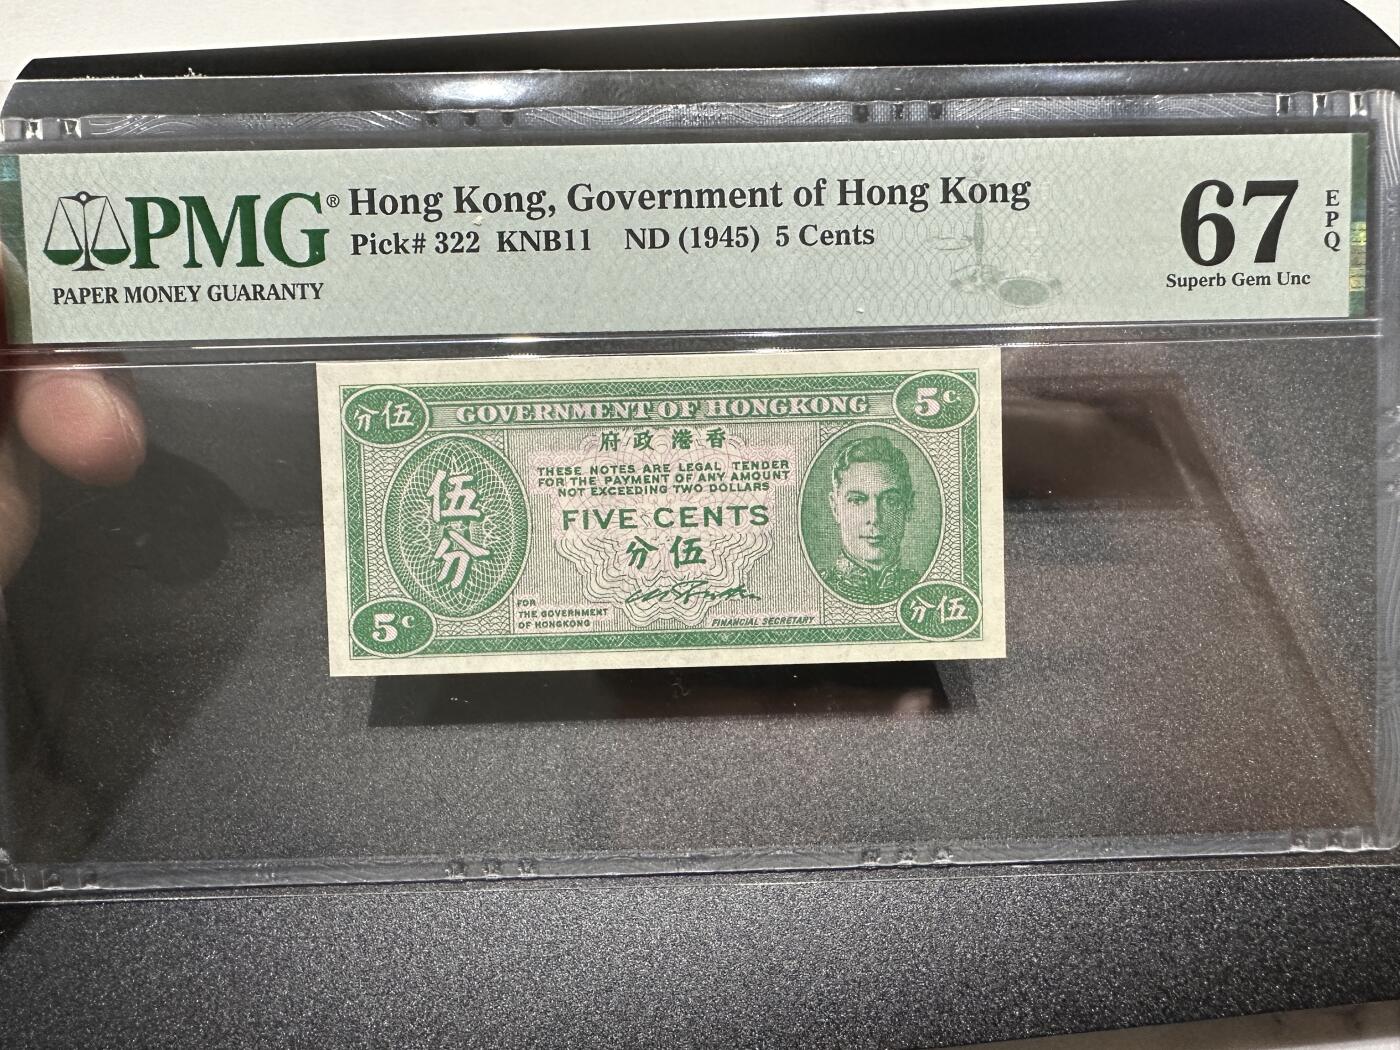 PMG®
PAPER MONEY GUARANTY
Hong Kong, Government of Hong Kong
Pick# 322 KNB11 ND (1945) 5 Cents
67
EPQ
Superb Gem Unc
分伍
GOVERNMENT OF HONGKONG
5C.
府政港香
THESE NOTES ARE LEGAL TENDER
FOR THE PAYMENT OF ANY AMOUNT
NOT EXCEEDING TWO DOLLARS
伍分
FIVE CENTS
分伍
FOR
THE GOVERNMENT
OF HONGKONG
FINANCIAL SECRETARY
5C
分伍